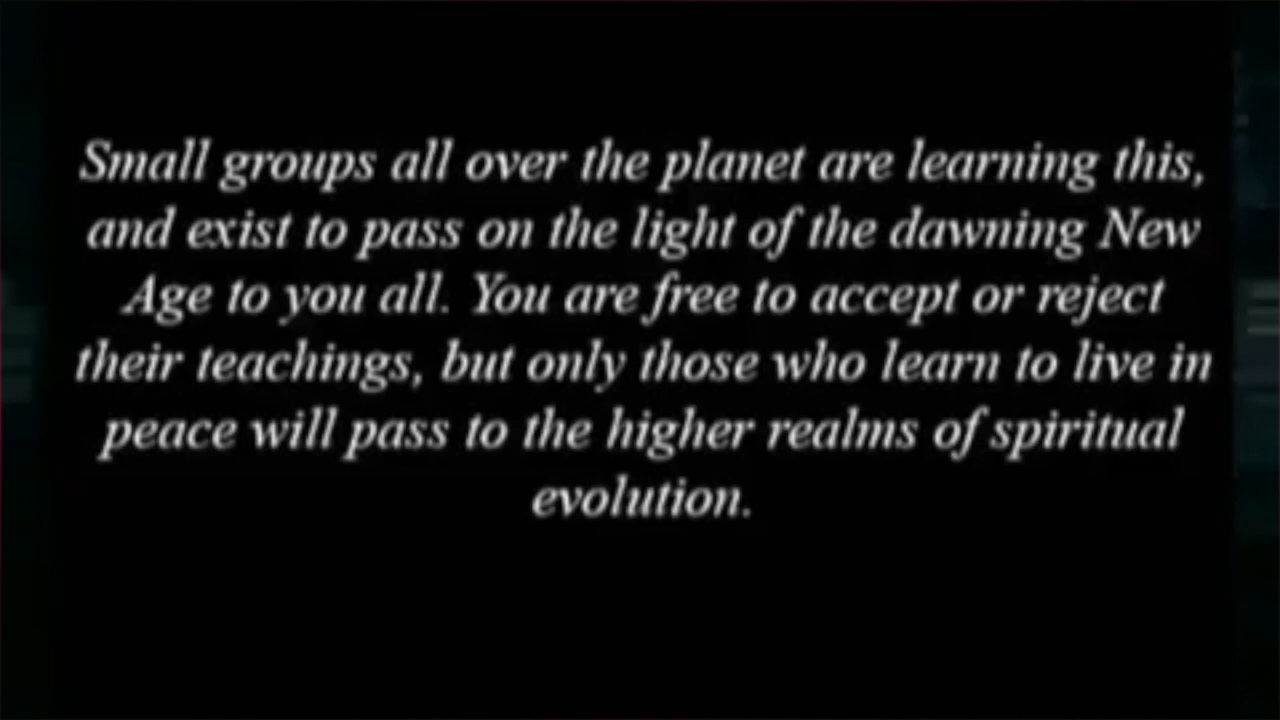 Small groups all over the planet are learning this,
and exist to pass on the light of the dawning New
Age to you all. You are free to accept or reject
their teachings, but only those who learn to live in
peace will pass to the higher realms of spiritual
evolution.